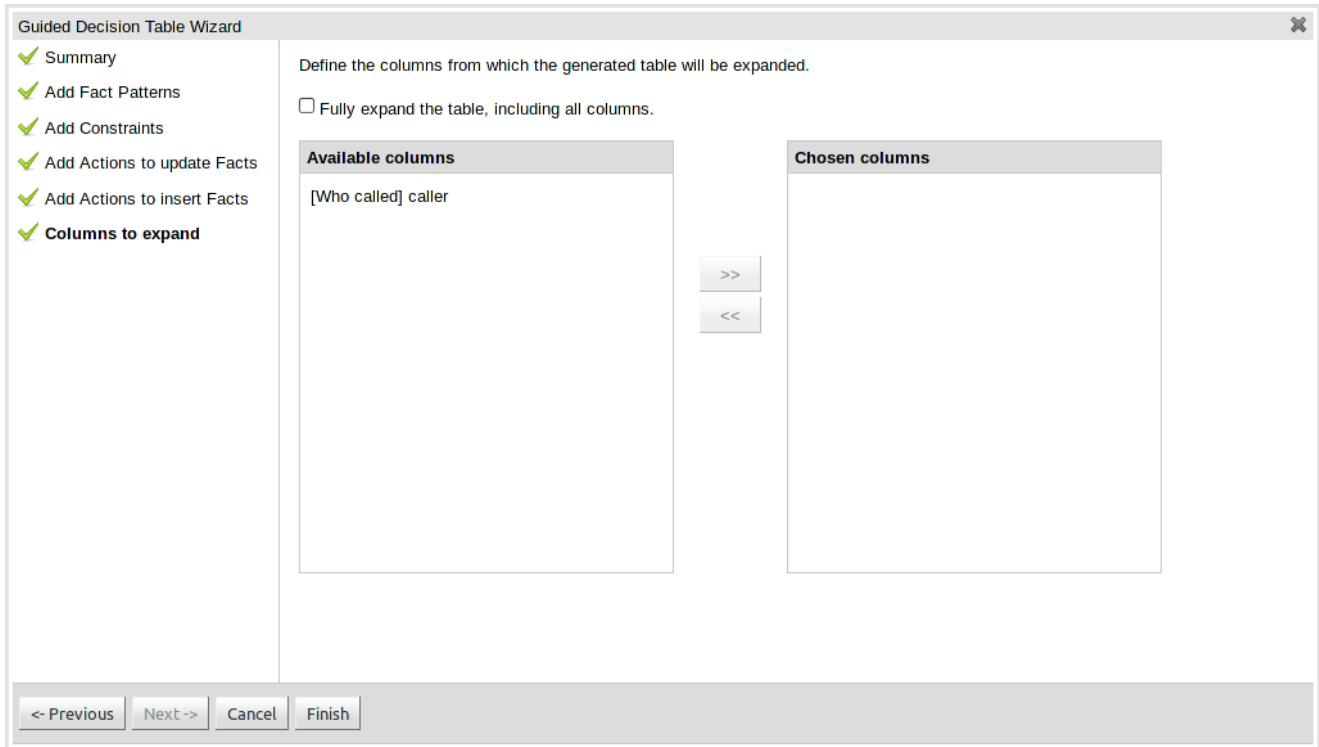 Guided Decision Table Wizard
Summary
Add Fact Patterns
Add Constraints
Add Actions to update Facts
Add Actions to insert Facts
Columns to expand
Define the columns from which the generated table will be expanded.
Fully expand the table, including all columns.
Available columns
[Who called] caller
>>
<<
Chosen columns
<- Previous
Next ->
Cancel
Finish